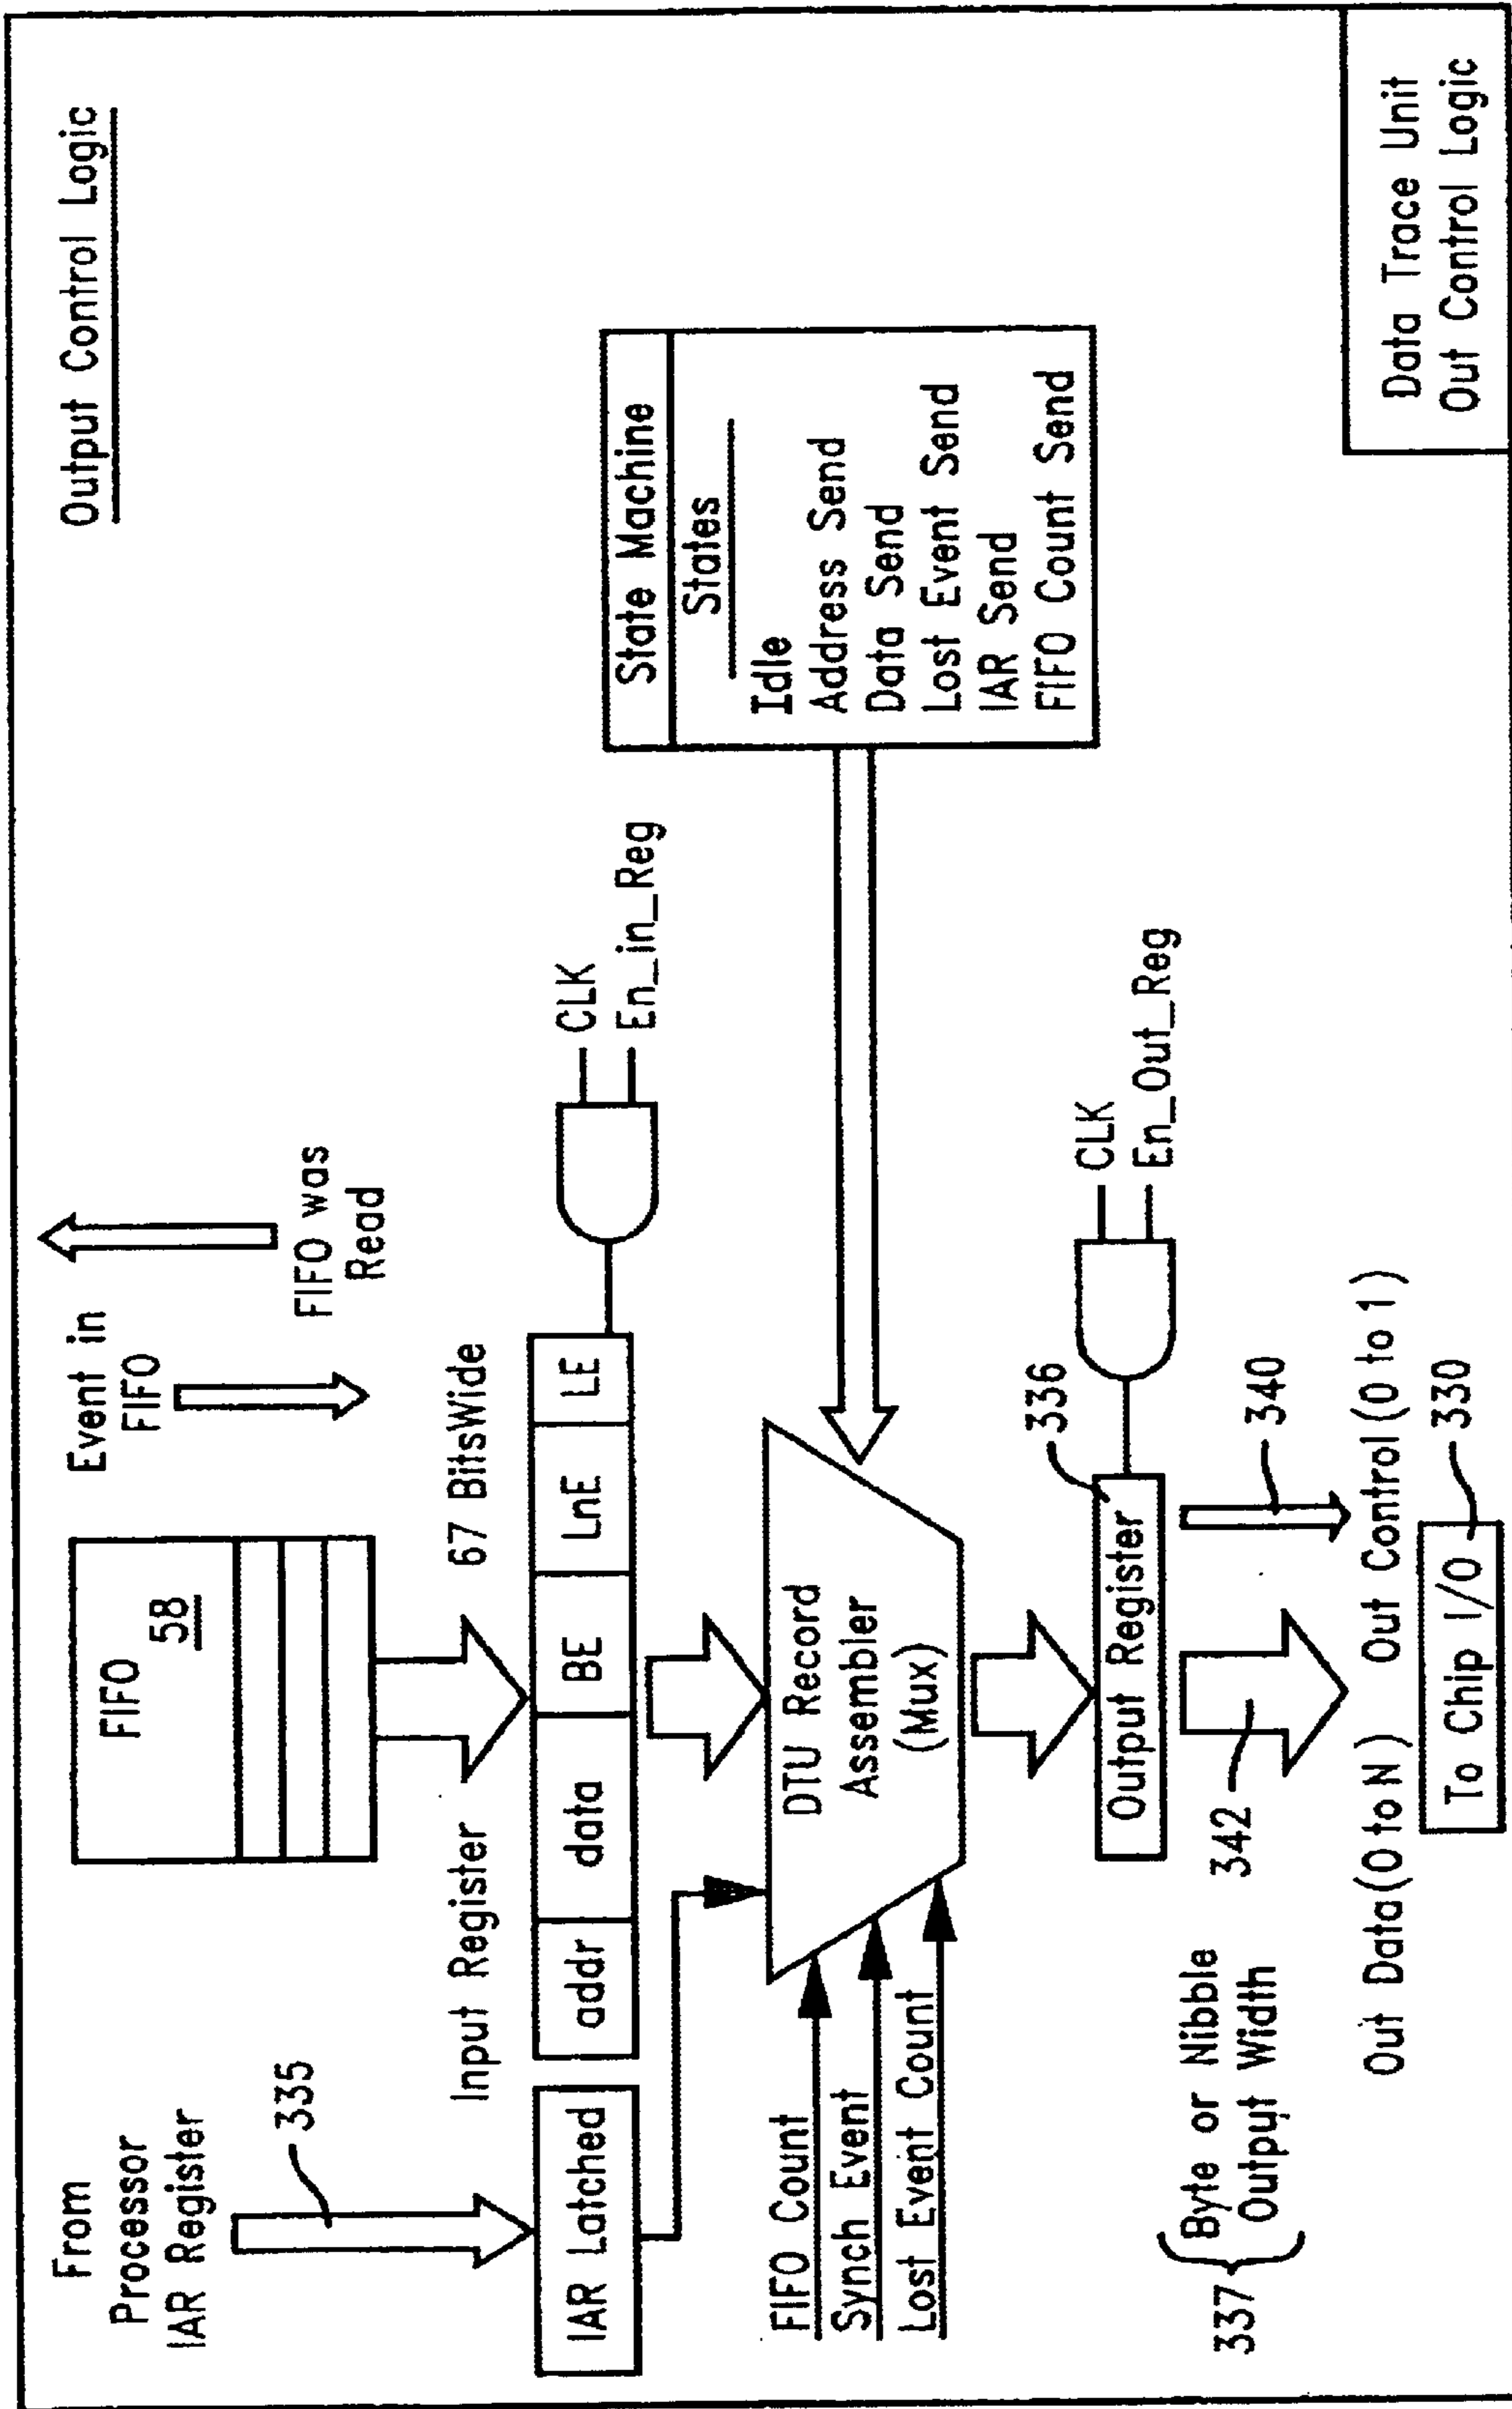 Output Control Logic
From
Processor
IAR Register
335
FIFO
58
Event in
FIFO
FIFO was
Read
Input Register
67 BitsWide
IAR Latched
addr
data
BE
LnE
LE
CLK
En_in_Reg
FIFO Count
Synch Event
Lost Event Count
DTU Record
Assembler
(Mux)
State Machine
States
Idle
Address Send
Data Send
Lost Event Send
IAR Send
FIFO Count Send
336
Output Register
CLK
En_Out_Reg
337
Byte or Nibble
Output Width
342
340
Out Data(0 to N)
Out Control(0 to 1)
To Chip I/O
330
Data Trace Unit
Out Control Logic